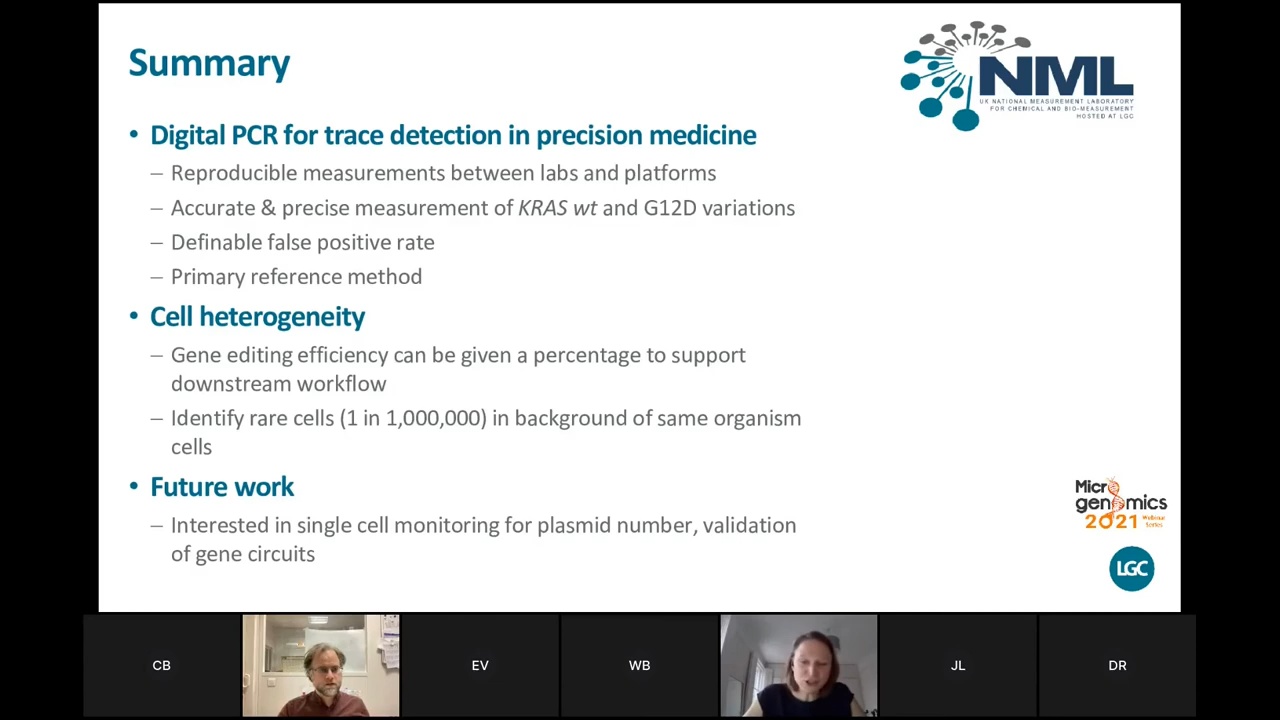 Summary
NML
UK NATIONAL MEASUREMENT LABORATORY
FOR CHEMICAL AND BIO-MEASUREMENT
HOSTED AT LGC
• Digital PCR for trace detection in precision medicine
– Reproducible measurements between labs and platforms
– Accurate & precise measurement of KRAS wt and G12D variations
– Definable false positive rate
– Primary reference method
• Cell heterogeneity
– Gene editing efficiency can be given a percentage to support
downstream workflow
– Identify rare cells (1 in 1,000,000) in background of same organism
cells
• Future work
– Interested in single cell monitoring for plasmid number, validation
of gene circuits
Micr
genomics
2021 Webinar
Series
LGC
CB
EV
WB
JL
DR